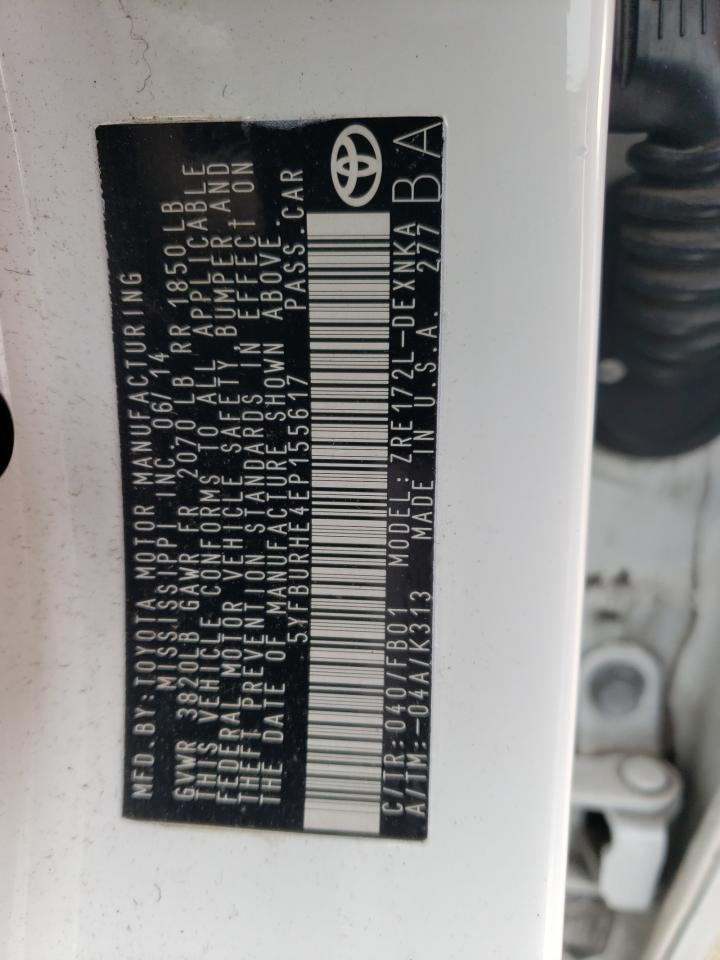 MFD.BY:TOYOTA MOTOR MANUFACTURING
MISSISSIPPI INC.06/14
GVWR 3820LB GAWR FR 2070 LB RR 1850 LB
THIS VEHICLE CONFORMS TO ALL APPLICABLE
FEDERAL MOTOR VEHICLE SAFETY, BUMPER AND
THEFT PREVENTION STANDARDS IN EFFECT ON
THE DATE OF MANUFACTURE SHOWN ABOVE.
5YFBURHE4EP155617 PASS.CAR
C/TR:040/FB01 MODEL: ZRE172L-DEXNKA
A/TM:-04A/K313 MADE IN U.S.A. 277 BA